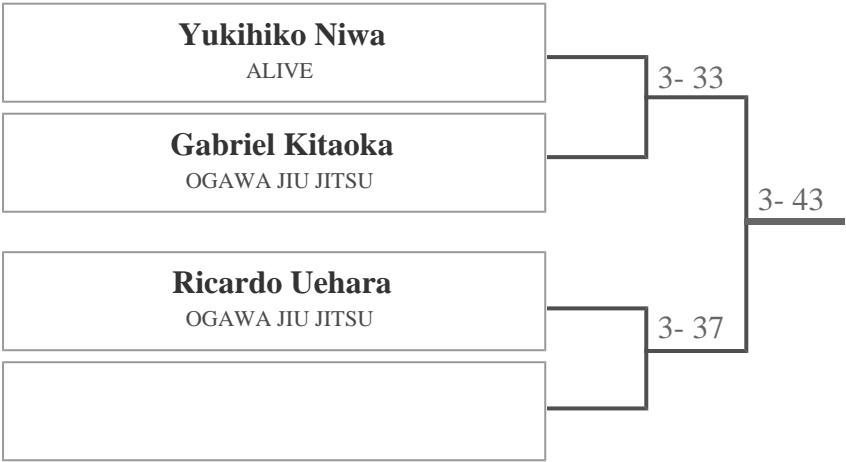 Yukihiko Niwa
ALIVE
3- 33
Gabriel Kitaoka
OGAWA JIU JITSU
3- 43
Ricardo Uehara
OGAWA JIU JITSU
3- 37